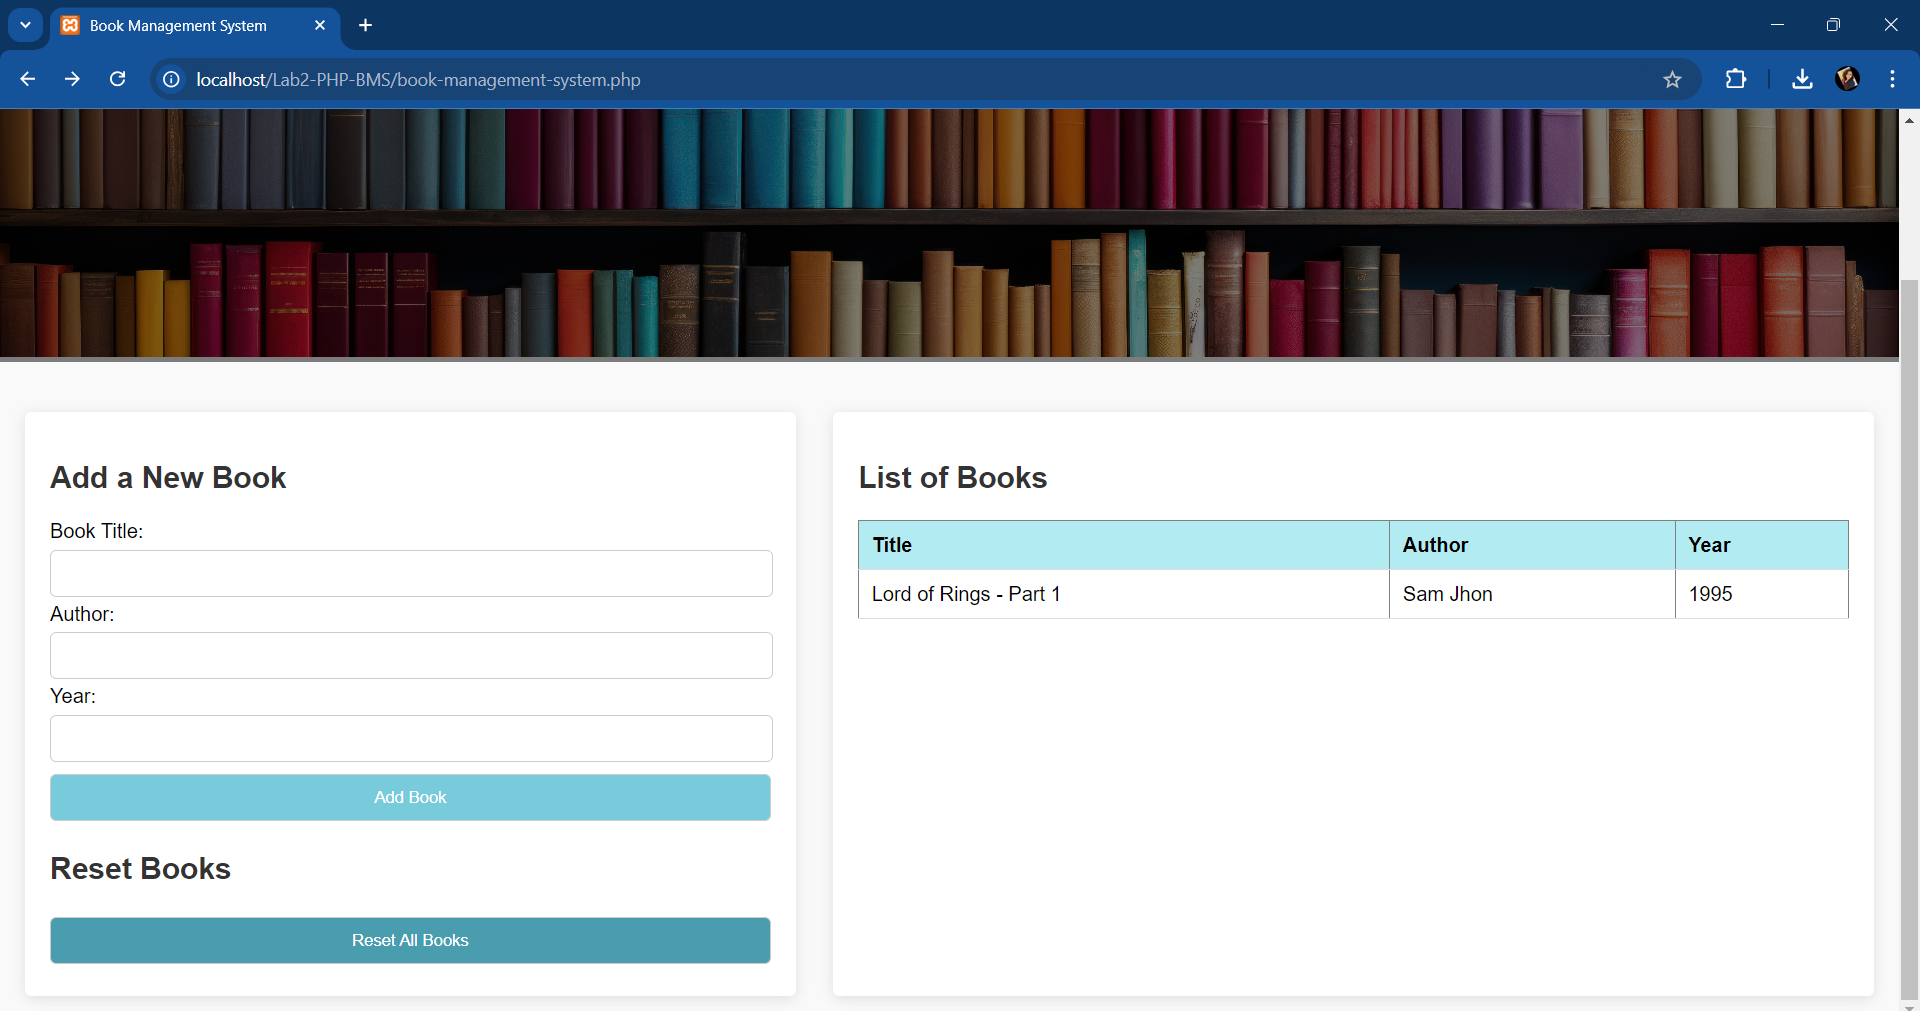 Book Management System
localhost/Lab2-PHP-BMS/book-management-system.php
Add a New Book
Book Title:
Author:
Year:
Add Book
Reset Books
Reset All Books
List of Books
Title Author Year
Lord of Rings - Part 1 Sam Jhon 1995